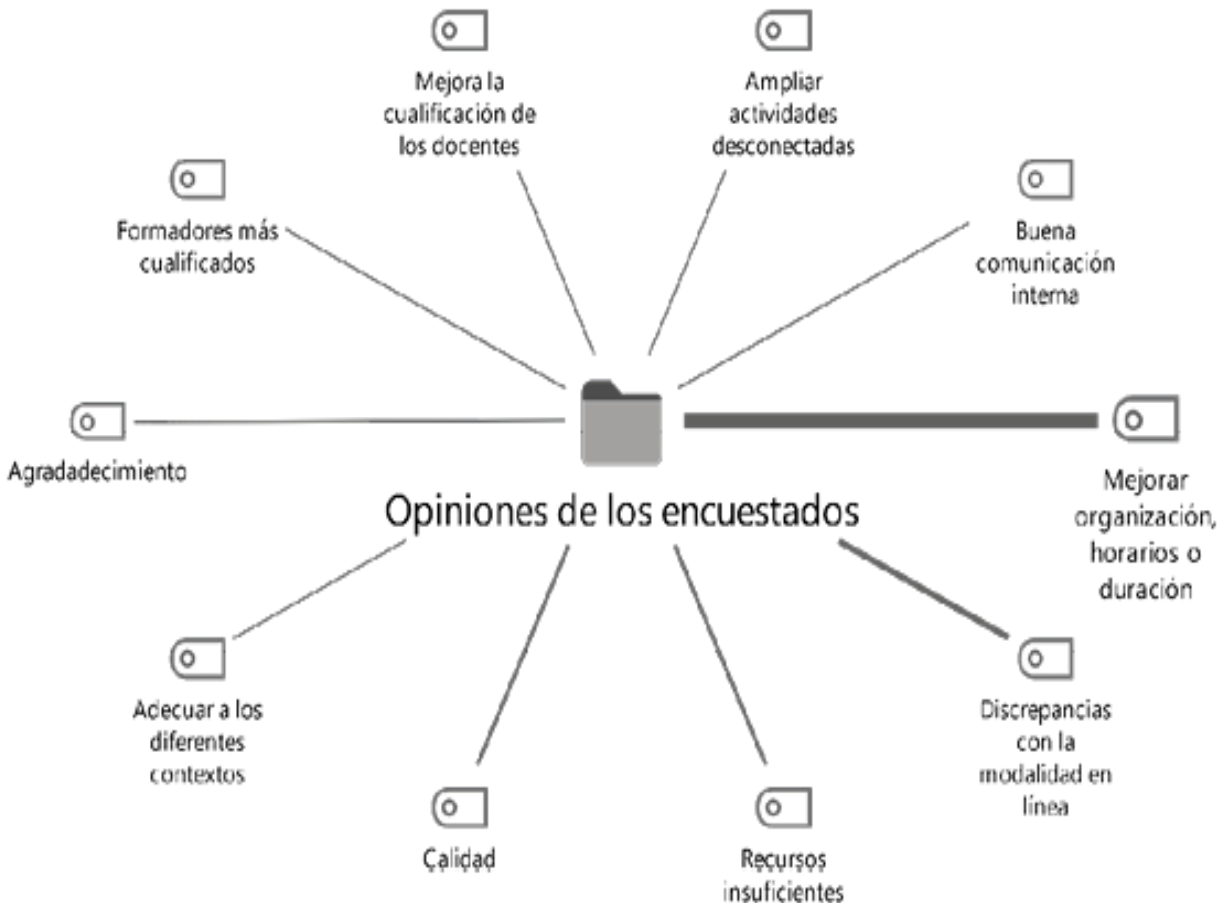 Mejora la
cualificación de
los docentes
Ampliar
actividades
desconectadas
Formadores más
cualificados
Buena
comunicación
interna
Agradadecimiento
Mejorar
organización,
horarios o
duración
Opiniones de los encuestados
Adecuar a los
diferentes
contextos
Discrepancias
con la
modalidad en
línea
Calidad
Recursos
insuficientes